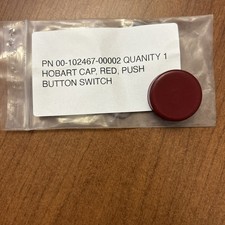 PN 00-102467-00002 QUANITY 1
HOBART CAP, RED, PUSH
BUTTON SWITCH